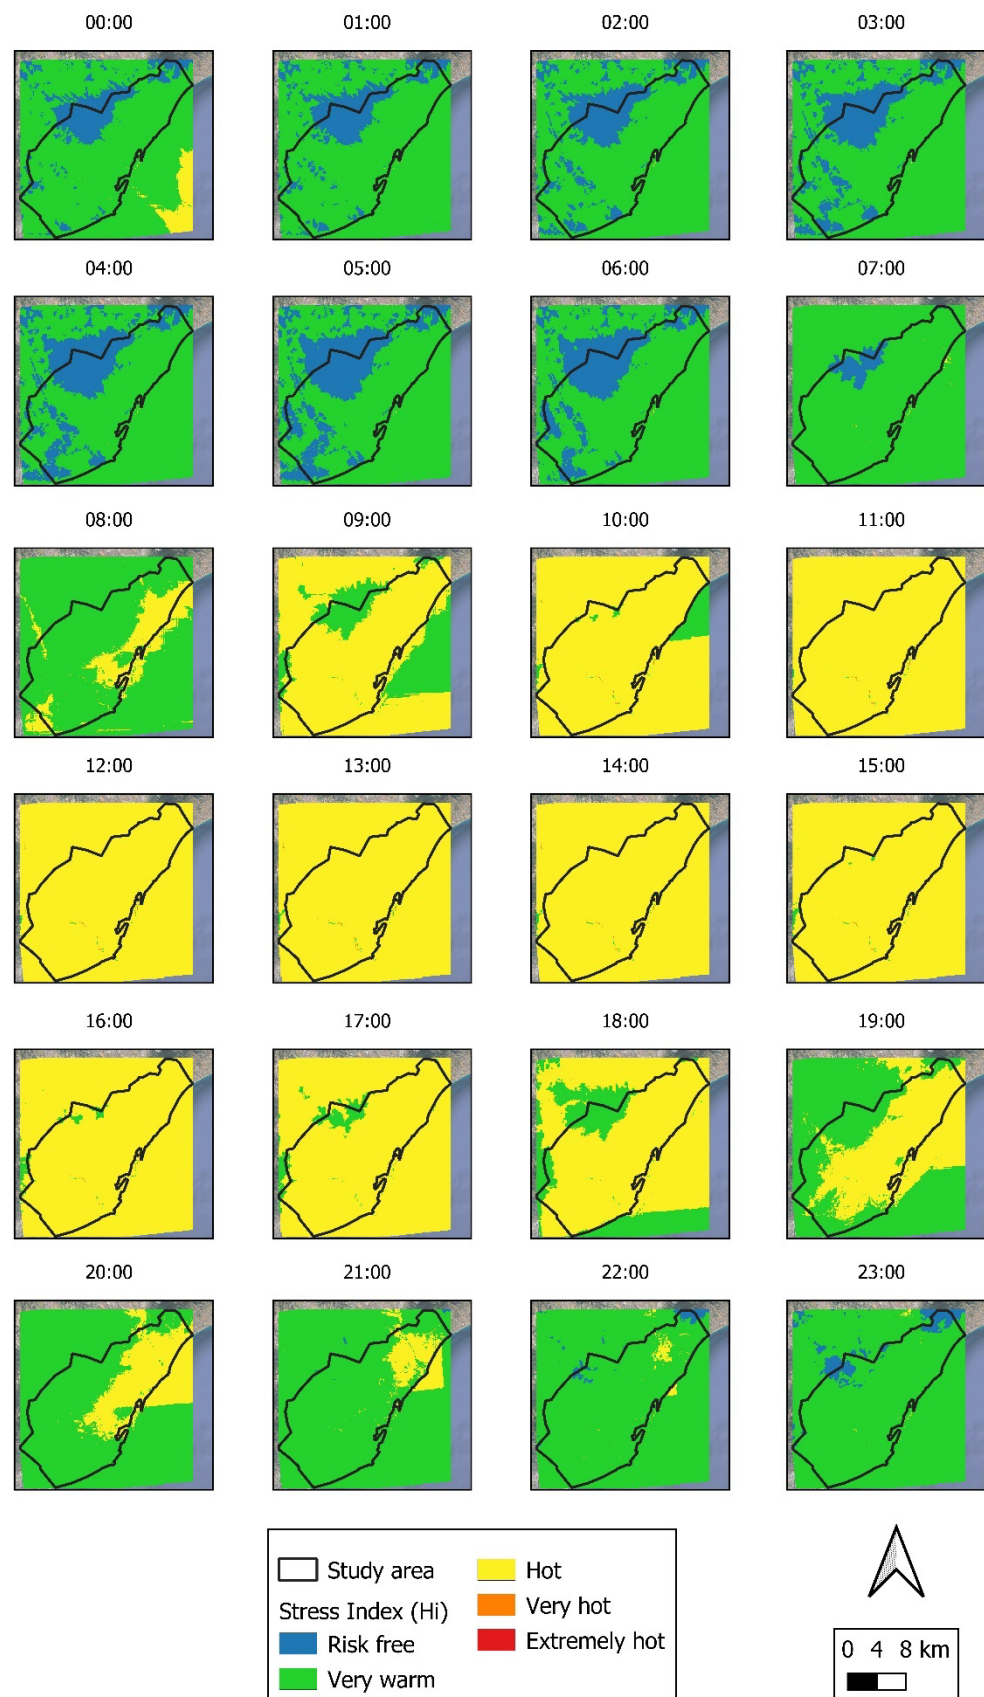 00:00 01:00 02:00 03:00
04:00 05:00 06:00 07:00
08:00 09:00 10:00 11:00
12:00 13:00 14:00 15:00
16:00 17:00 18:00 19:00
20:00 21:00 22:00 23:00
Study area
Stress Index (Hi)
Risk free
Very warm
Hot
Very hot
Extremely hot
0 4 8 km